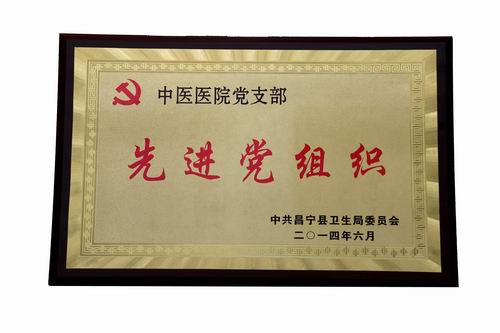 中医医院党支部
先进党组织
中共昌宁县卫生局委员会
二〇一四年六月